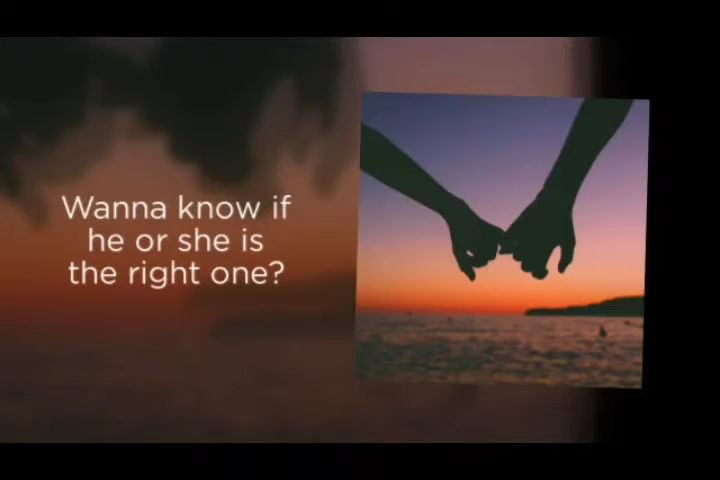 Wanna know if
he or she is
the right one?